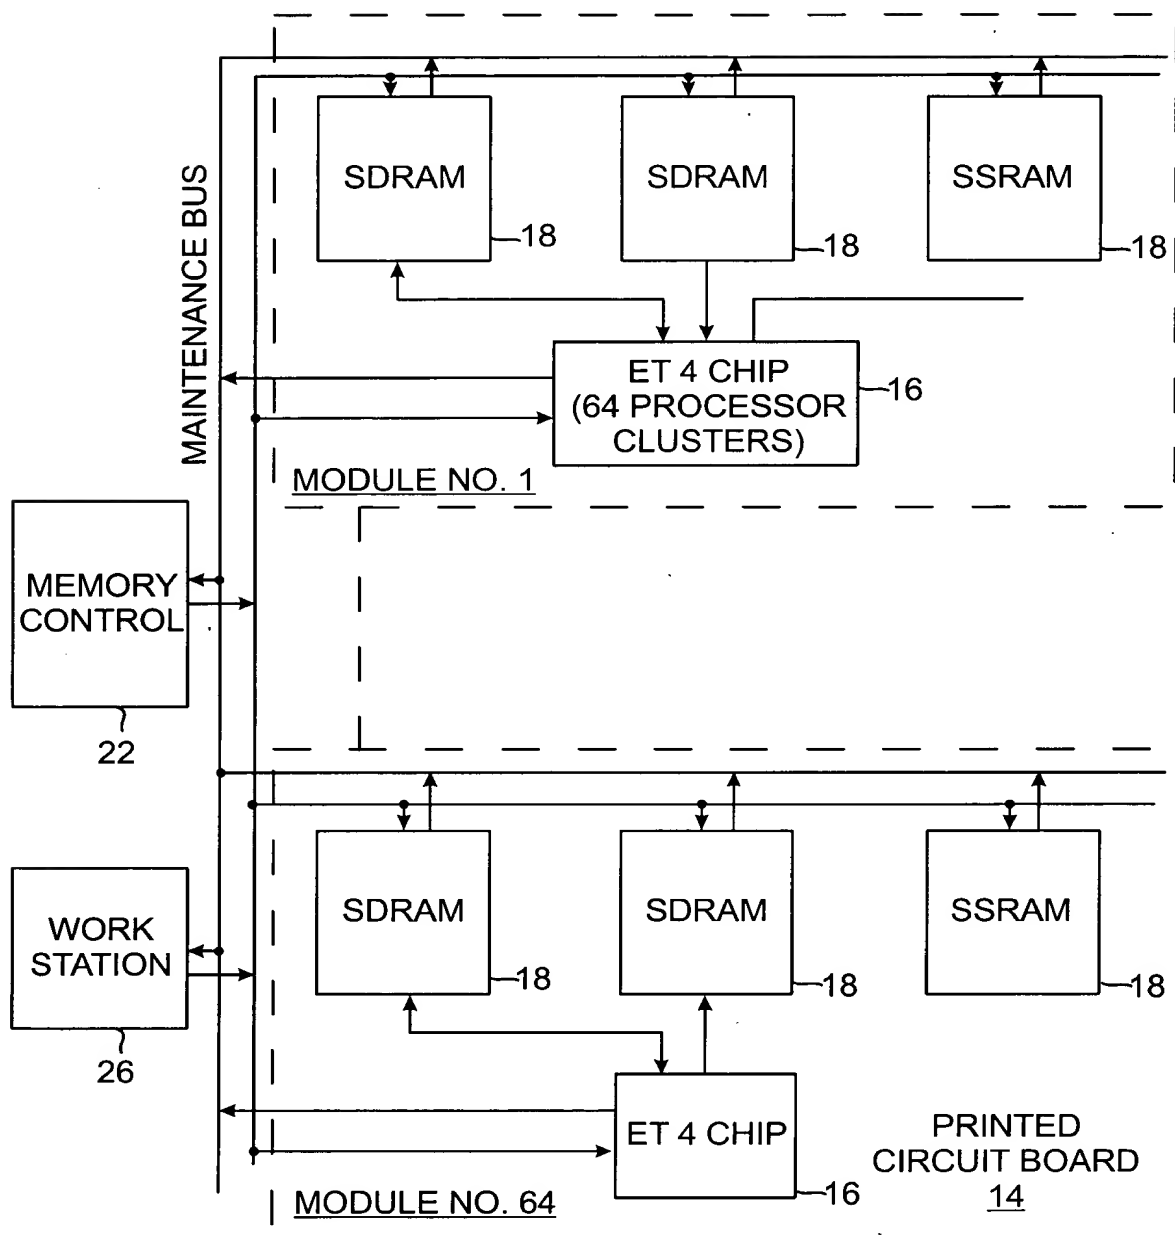 SDRAM
SDRAM
SSRAM
18
18
18
MAINTENANCE BUS
ET 4 CHIP
(64 PROCESSOR
CLUSTERS)
16
MODULE NO. 1
MEMORY
CONTROL
22
SDRAM
SDRAM
SSRAM
18
18
18
WORK
STATION
26
ET 4 CHIP
16
PRINTED
CIRCUIT BOARD
14
MODULE NO. 64